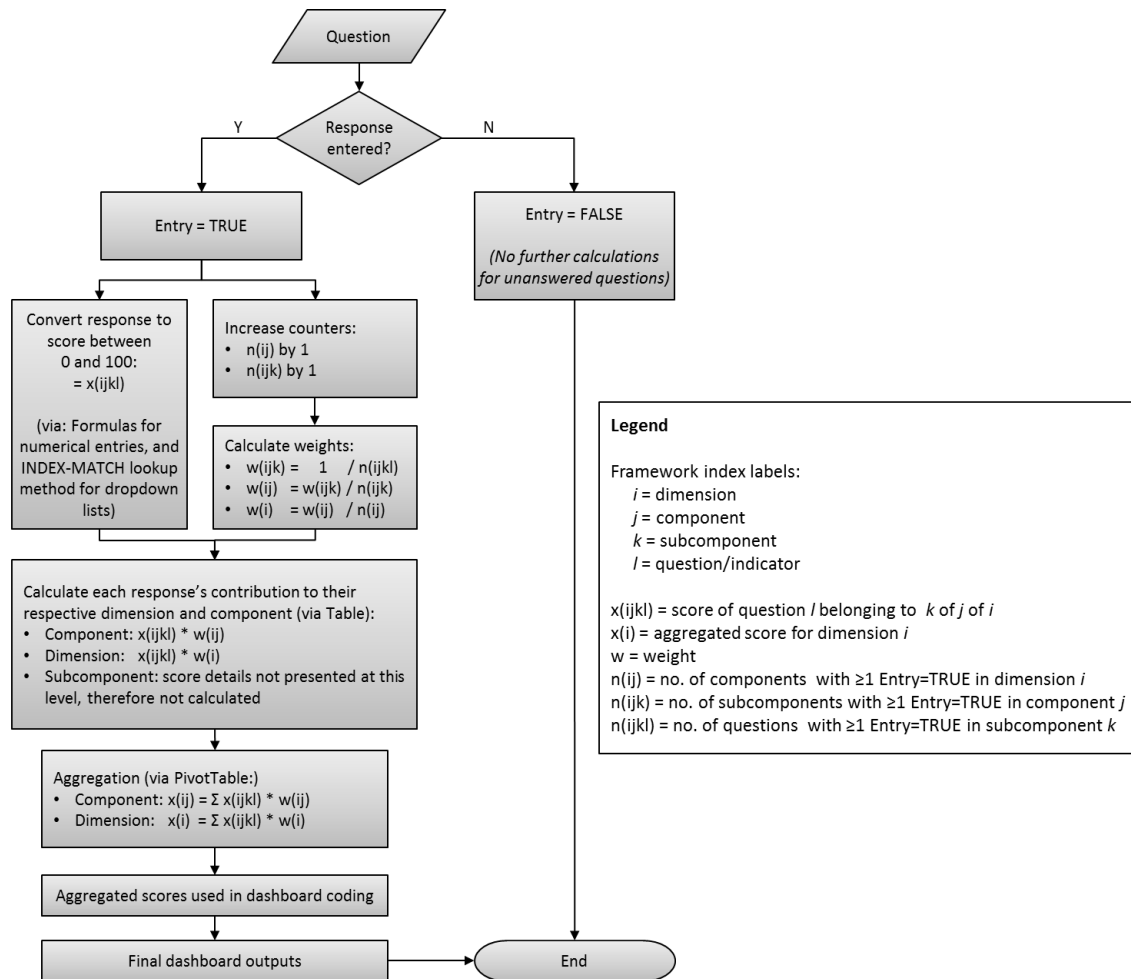 Question
Response
entered?
Y
N
Entry = TRUE
Entry = FALSE
(No further calculations
for unanswered questions)
Convert response to
score between
0 and 100:
= x(ijkl)
(via: Formulas for
numerical entries, and
INDEX-MATCH lookup
method for dropdown
lists)
Increase counters:
• n(ij) by 1
• n(ijk) by 1
Calculate weights:
• w(ijk) = 1 / n(ijkl)
• w(ij) = w(ijk) / n(ijk)
• w(i) = w(ij) / n(ij)
Calculate each response's contribution to their
respective dimension and component (via Table):
• Component: x(ijkl) * w(ij)
• Dimension: x(ijkl) * w(i)
• Subcomponent: score details not presented at this
level, therefore not calculated
Aggregation (via PivotTable:)
• Component: x(ij) = Σ x(ijkl) * w(ij)
• Dimension: x(i) = Σ x(ijkl) * w(i)
Aggregated scores used in dashboard coding
Final dashboard outputs
End
Legend
Framework index labels:
i = dimension
j = component
k = subcomponent
l = question/indicator
x(ijkl) = score of question l belonging to k of j of i
x(i) = aggregated score for dimension i
w = weight
n(ij) = no. of components with ≥1 Entry=TRUE in dimension i
n(ijk) = no. of subcomponents with ≥1 Entry=TRUE in component j
n(ijkl) = no. of questions with ≥1 Entry=TRUE in subcomponent k